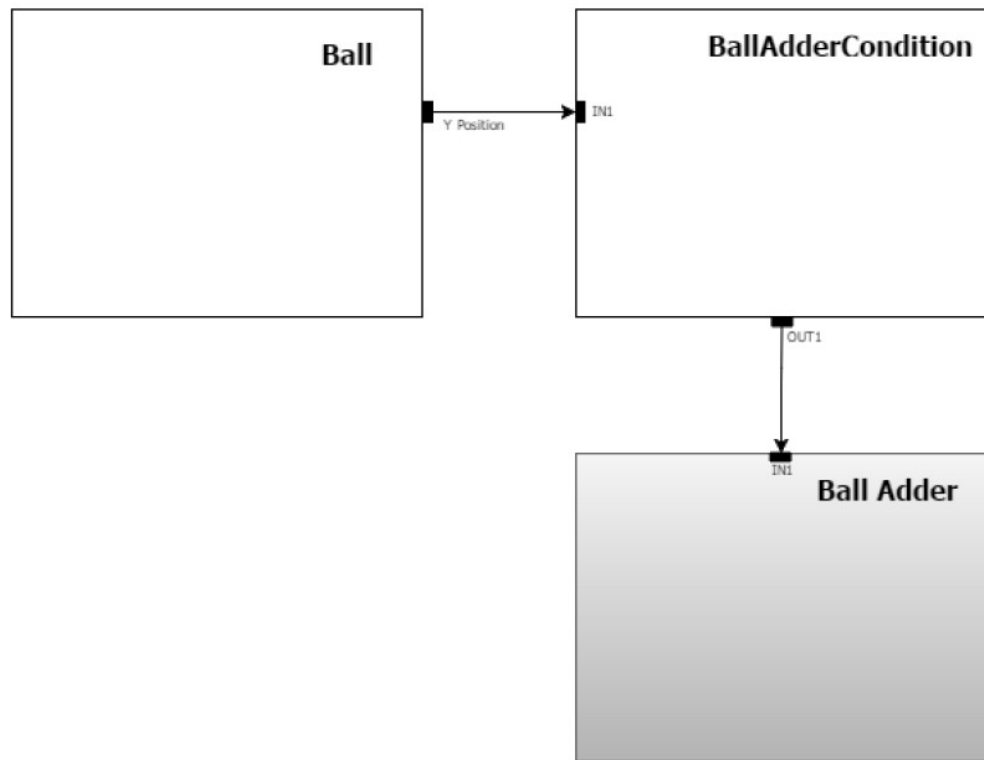 Ball
BallAdderCondition
Y Position
IN1
OUT1
IN1
Ball Adder